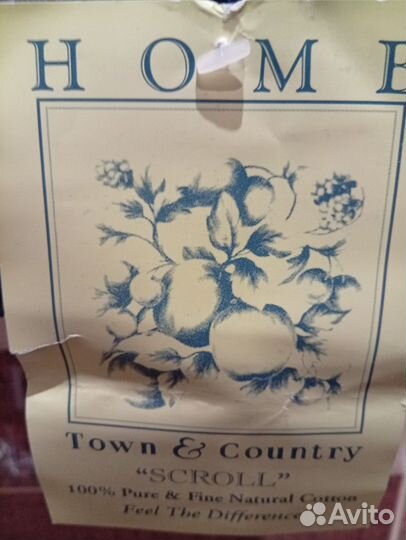 HOME
Town & Country
"SCROLL"
100% Pure & Fine Natural Cotton
Feel The Difference
Avito